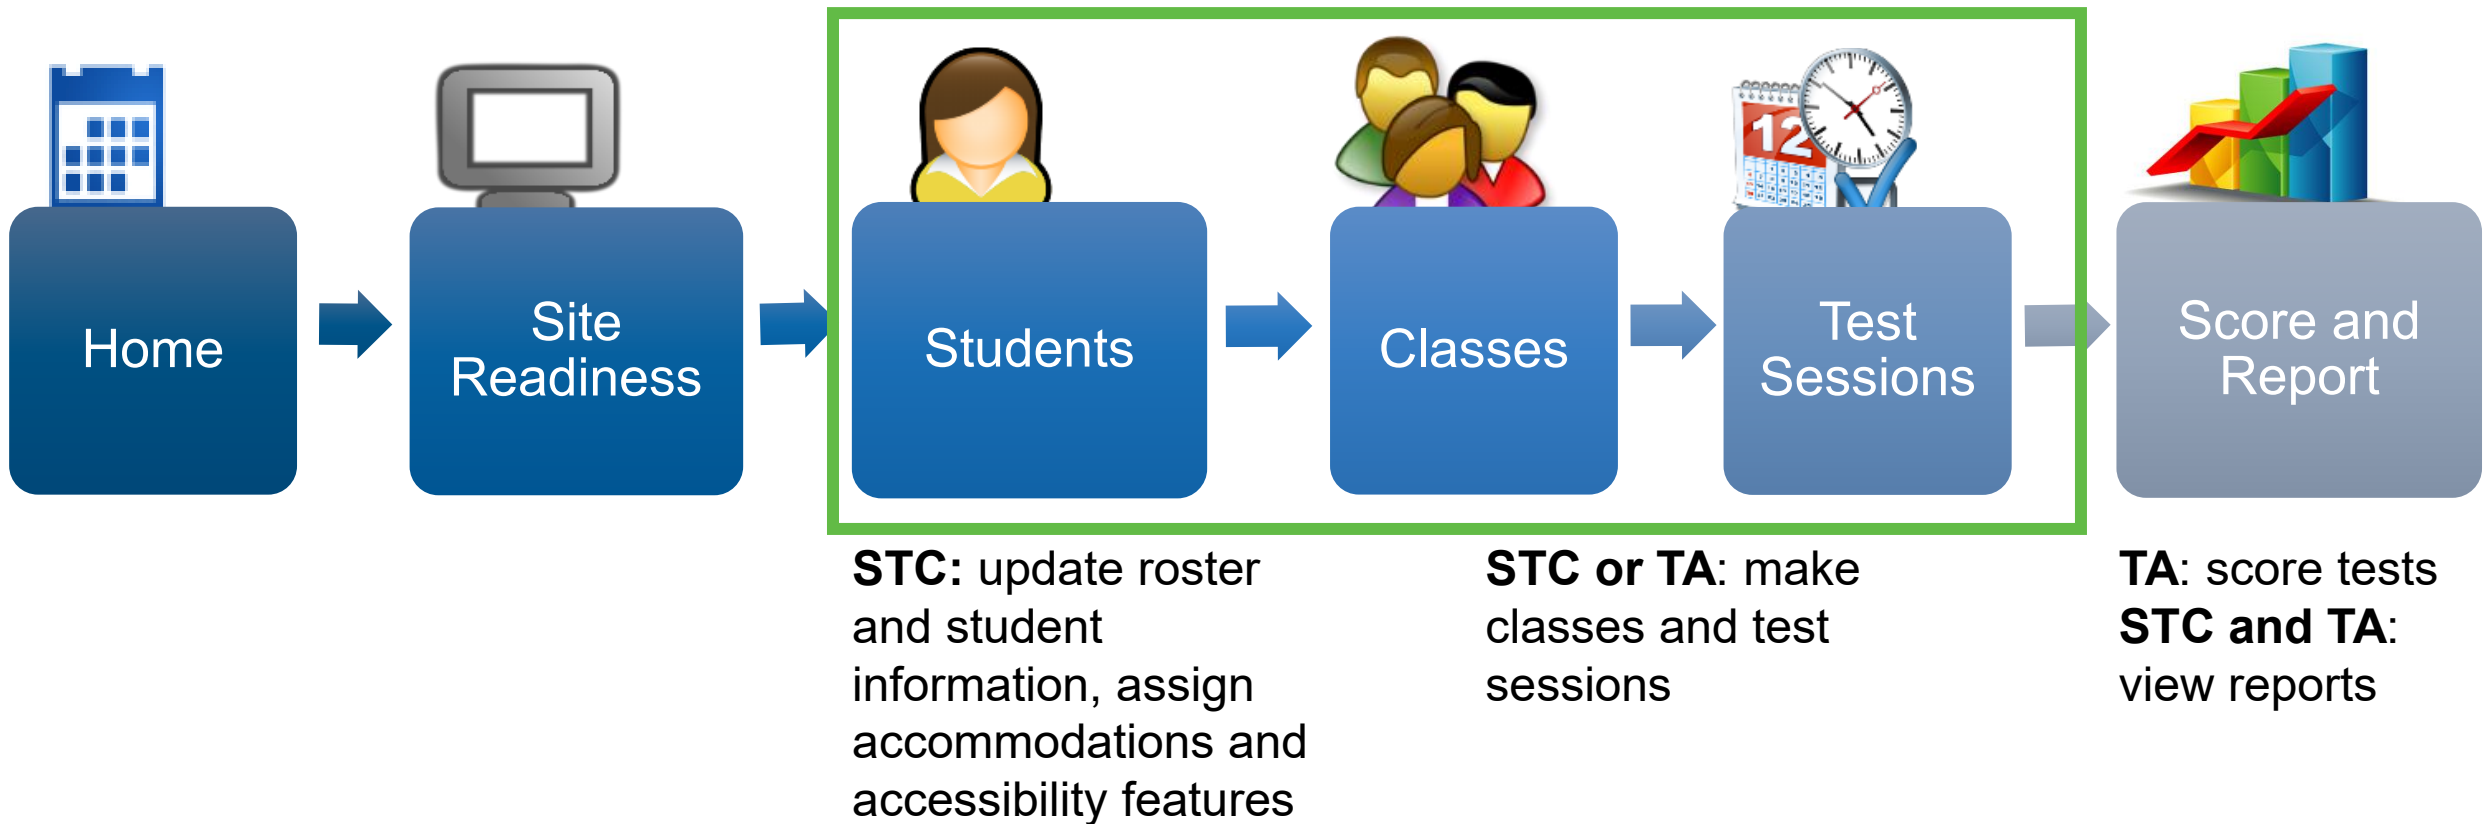 12
Home
Site
Readiness
Students
Classes
Test
Sessions
Score and
Report
STC: update roster
and student
information, assign
accommodations and
accessibility features
STC or TA: make
classes and test
sessions
TA: score tests
STC and TA:
view reports